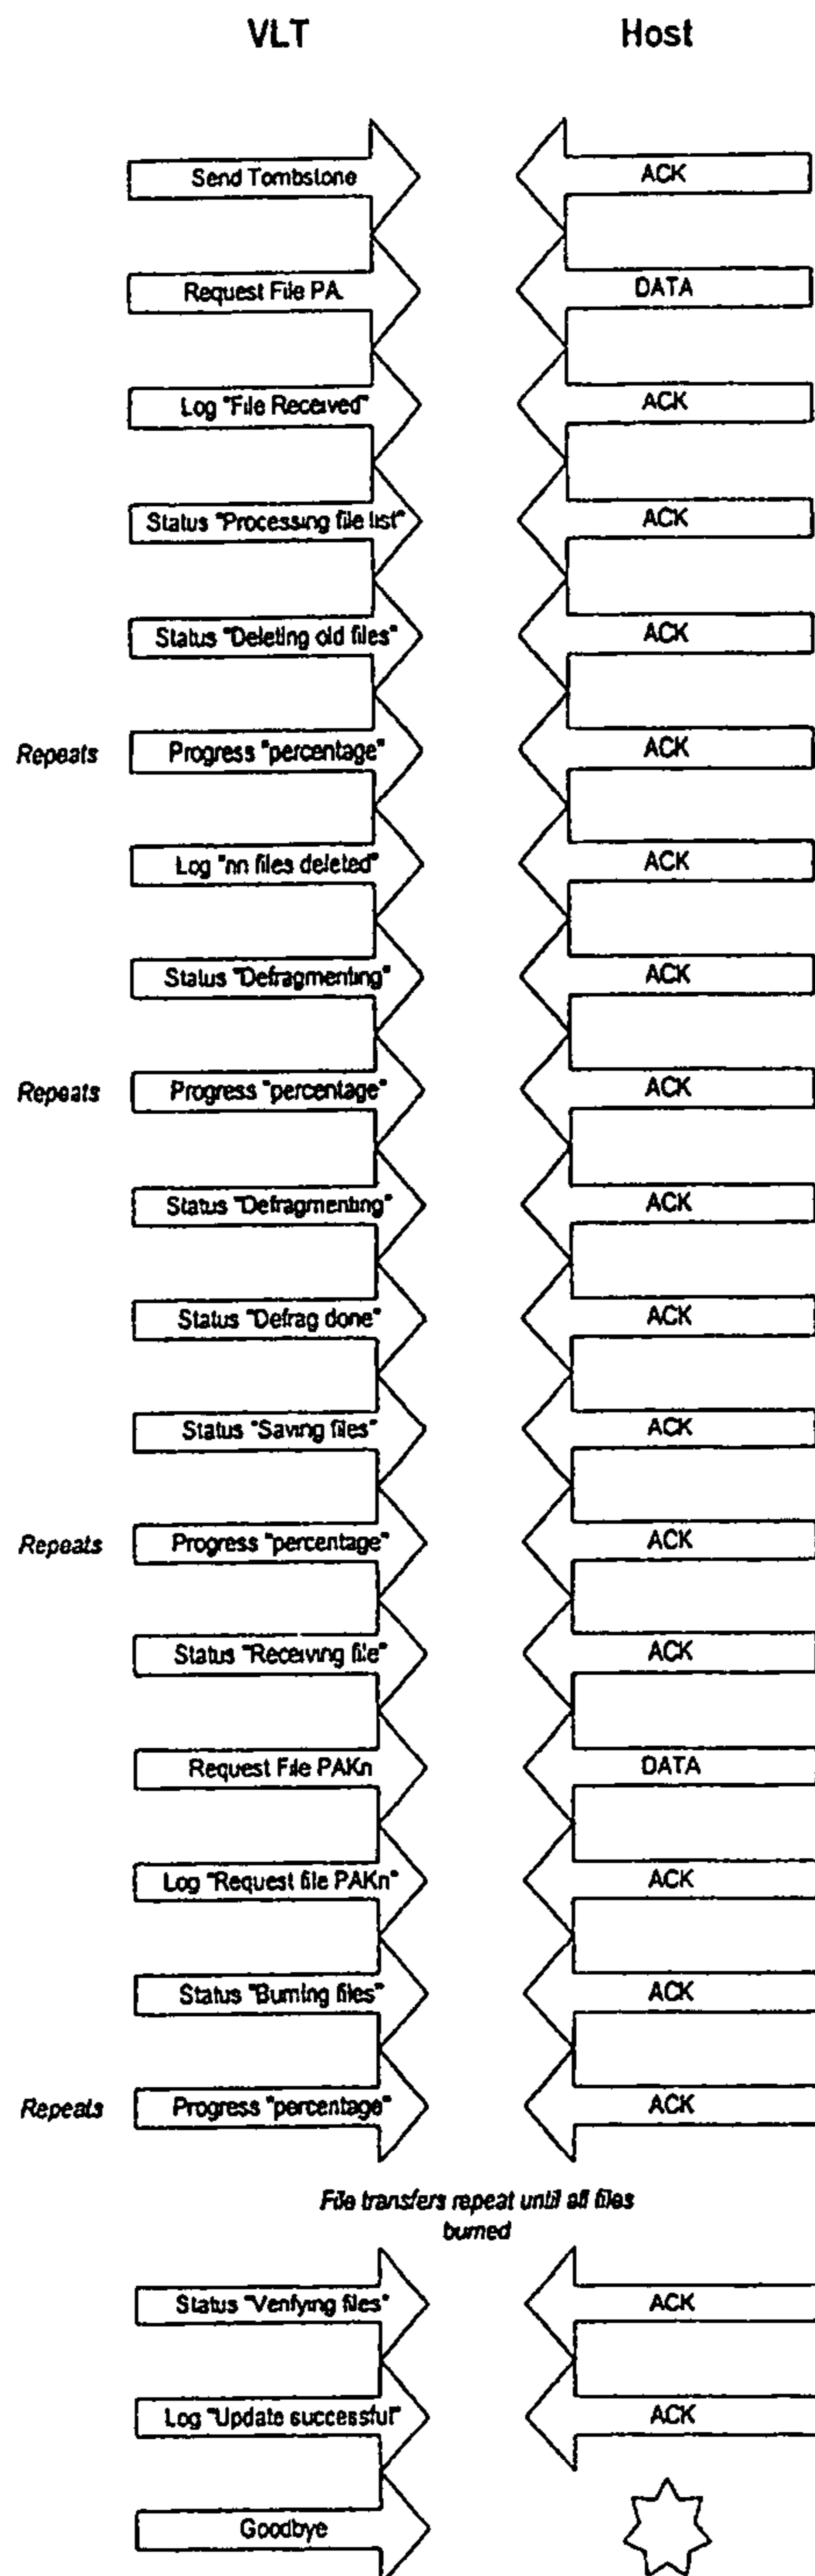 VLT Host
Send Tombstone ACK
Request File PA. DATA
Log "File Received" ACK
Status "Processing file list" ACK
Status "Deleting old files" ACK
Repeats Progress "percentage" ACK
Log "nn files deleted" ACK
Status "Defragmenting" ACK
Repeats Progress "percentage" ACK
Status "Defragmenting" ACK
Status "Defrag done" ACK
Status "Saving files" ACK
Repeats Progress "percentage" ACK
Status "Receiving file" ACK
Request File PAKn DATA
Log "Request file PAKn" ACK
Status "Burning files" ACK
Repeats Progress "percentage" ACK
File transfers repeat until all files
burned
Status "Verifying files" ACK
Log "Update successful" ACK
Goodbye